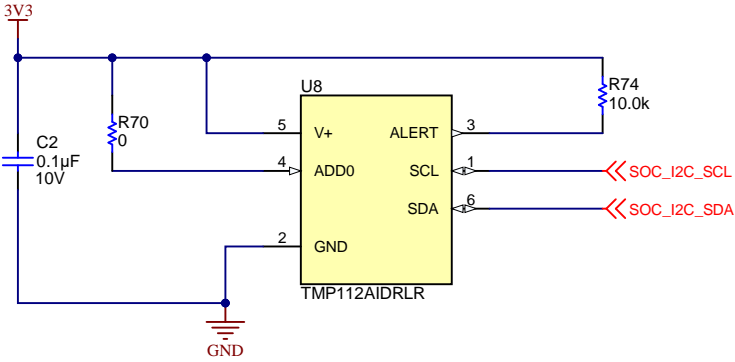 3V3
U8
R74
10.0k
R70
0
C2
0.1µF
10V
5
V+
ALERT
3
4
ADD0
SCL
1
SOC_I2C_SCL
SDA
6
SOC_I2C_SDA
2
GND
TMP112AIDRLR
GND